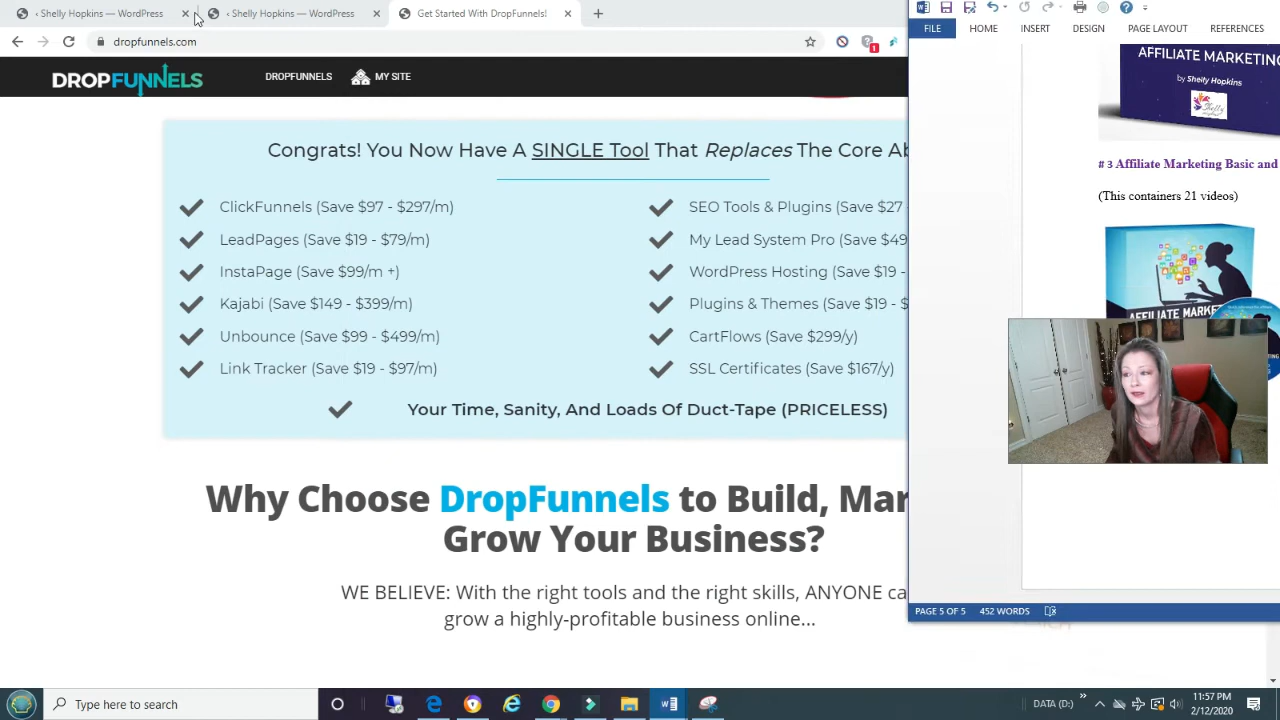 Shelly Hopkins — WordPress
Shelly Hopkins — WordPress
Get Started With DropFunnels!
dropfunnels.com
1
DROPFUNNELS
DROPFUNNELS
MY SITE
Congrats! You Now Have A SINGLE Tool That Replaces The Core
ClickFunnels (Save $97 - $297/m)
LeadPages (Save $19 - $79/m)
InstaPage (Save $99/m +)
Kajabi (Save $149 - $399/m)
Unbounce (Save $99 - $499/m)
Link Tracker (Save $19 - $97/m)
SEO Tools & Plugins (Save $27 -
My Lead System Pro (Save $49
WordPress Hosting (Save $19 -
Plugins & Themes (Save $19 -
CartFlows (Save $299/y)
SSL Certificates (Save $167/y)
Your Time, Sanity, And Loads Of Duct-Tape (PRICELESS)
Why Choose DropFunnels to Build,
Grow Your Business?
WE BELIEVE: With the right tools and the right skills, ANYONE
grow a highly-profitable business online...
FILE HOME INSERT DESIGN PAGE LAYOUT REFERENCES
AFFILIATE MARKETING
by Shelly Hopkins
Shelly
# 3 Affiliate Marketing Basic and
(This containers 21 videos)
AFFILIATE
PAGE 5 OF 5 452 WORDS
Type here to search
DATA (D:)
11:57 PM
2/12/2020